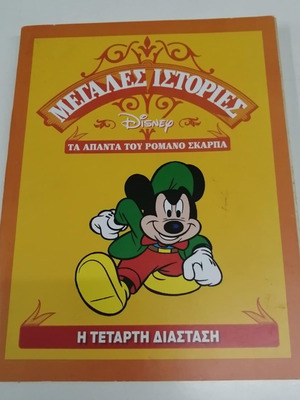 ΜΕΓΑΛΕΣ ΙΣΤΟΡΙΕΣ
Disney
ΤΑ ΑΠΑΝΤΑ ΤΟΥ ΡΟΜΑΝΟ ΣΚΑΡΠΑ
Η ΤΕΤΑΡΤΗ ΔΙΑΣΤΑΣΗ